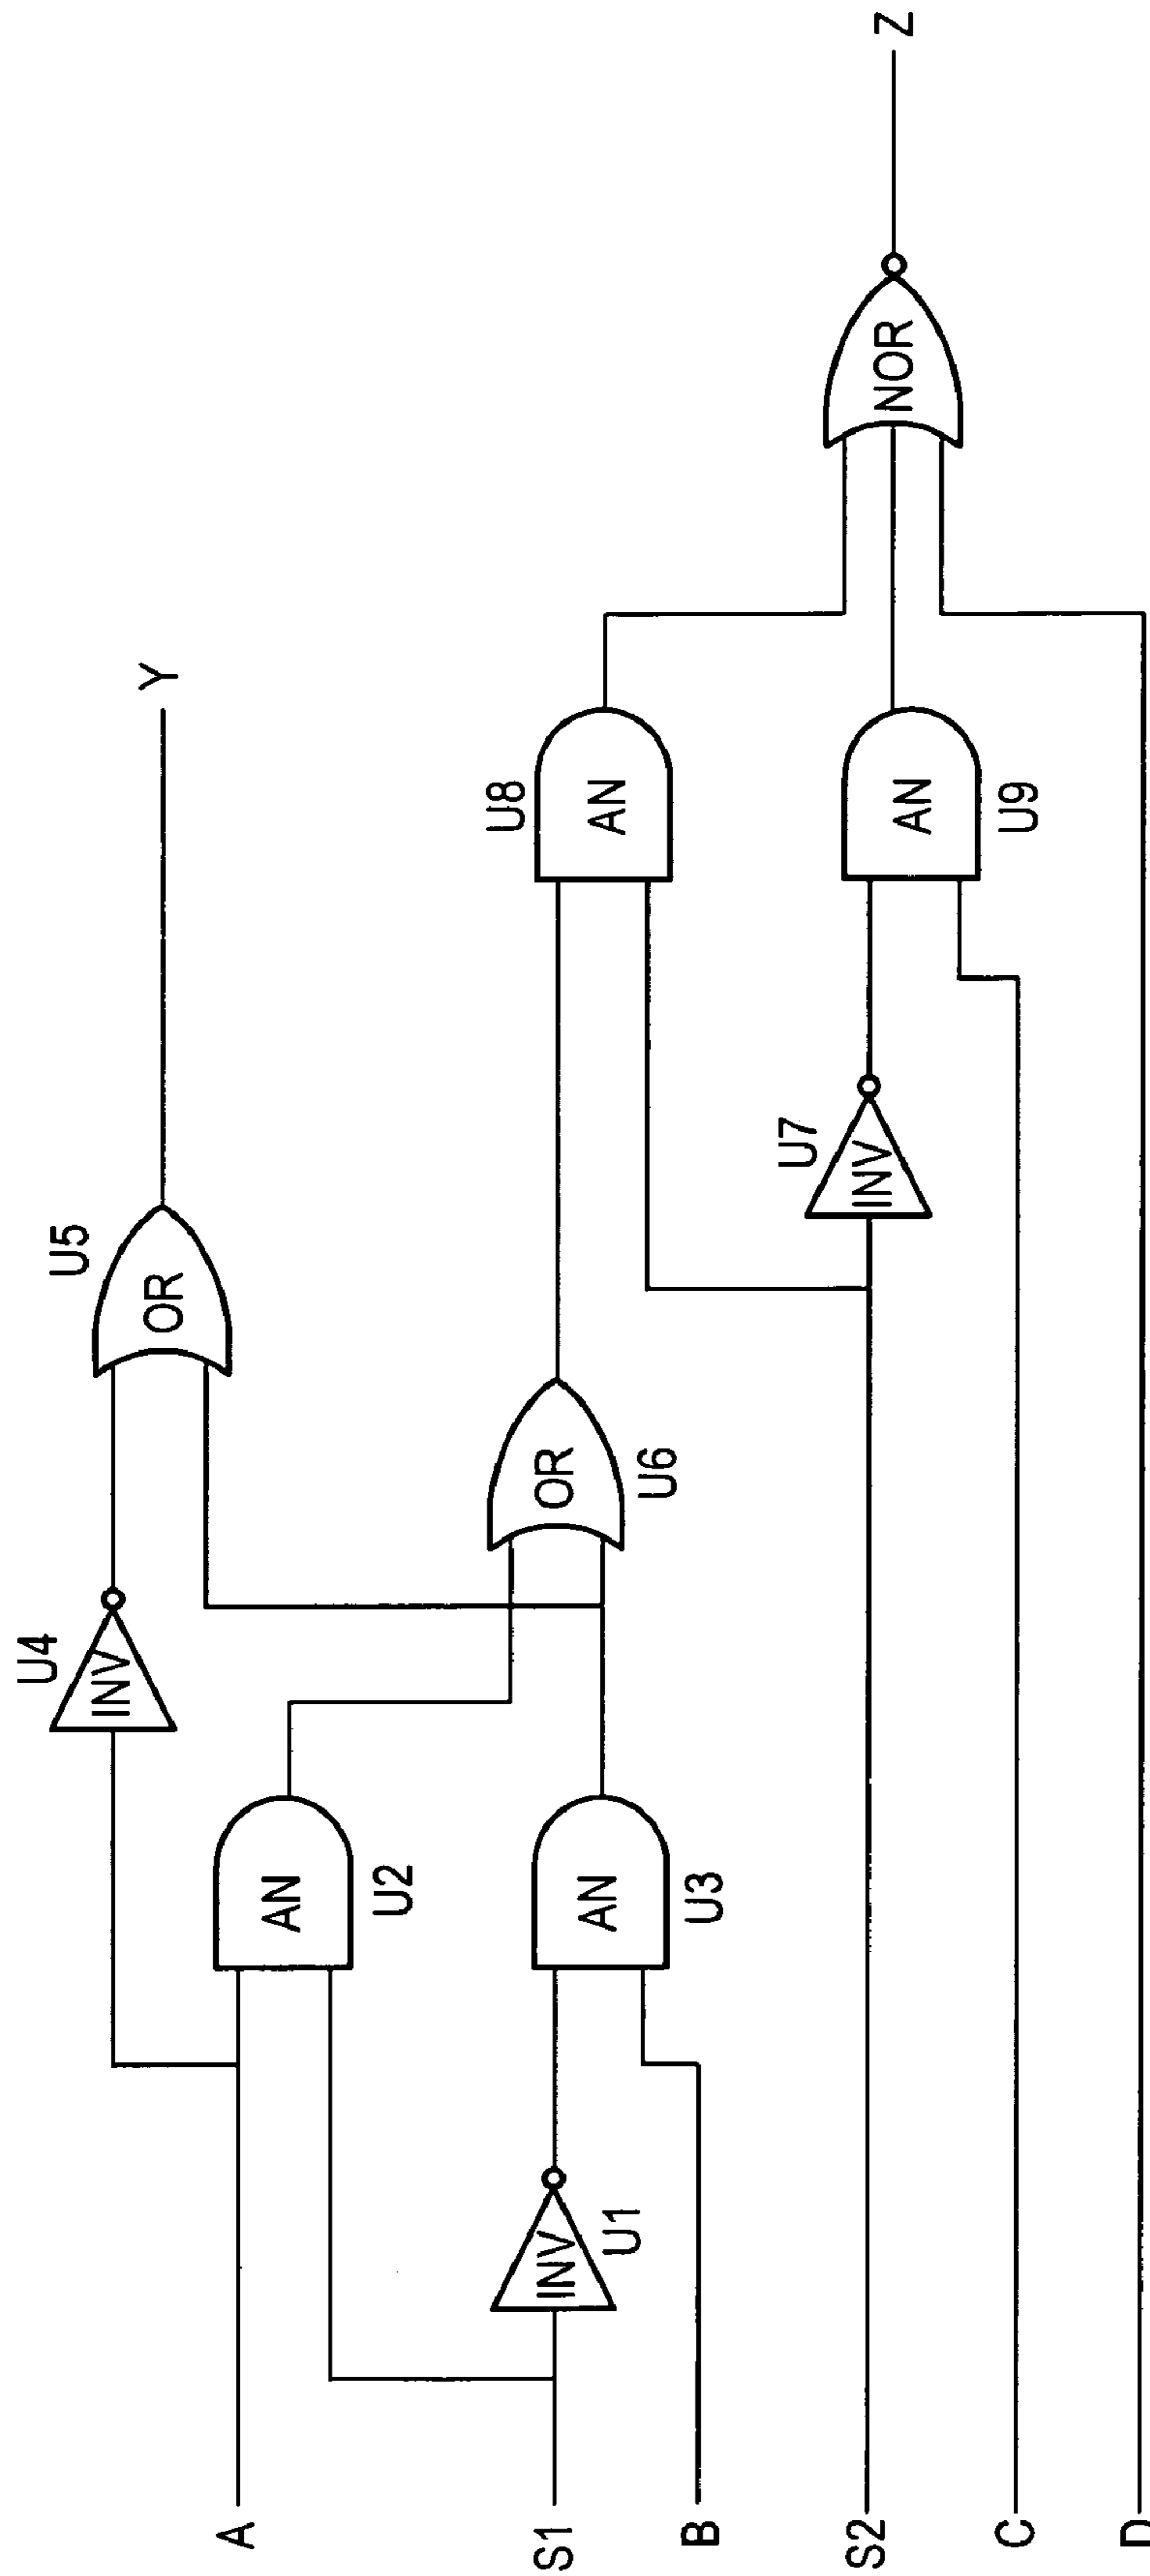 U4
INV
U5
OR
Y
A
AN
U2
S1
INV
U1
AN
U3
OR
U6
U8
AN
B
S2
U7
INV
AN
U9
NOR
Z
C
D